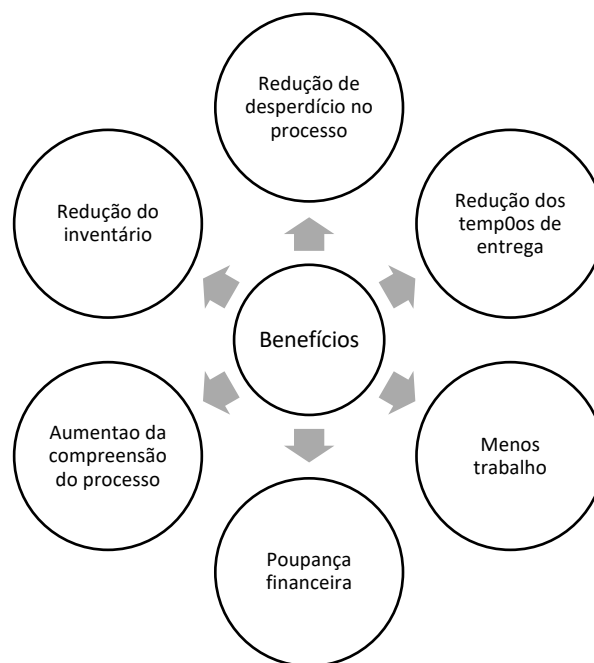 Redução de
desperdício no
processo
Redução dos
temp0os de
entrega
Menos
trabalho
Poupança
financeira
Aumentao da
compreensão
do processo
Redução do
inventário
Benefícios